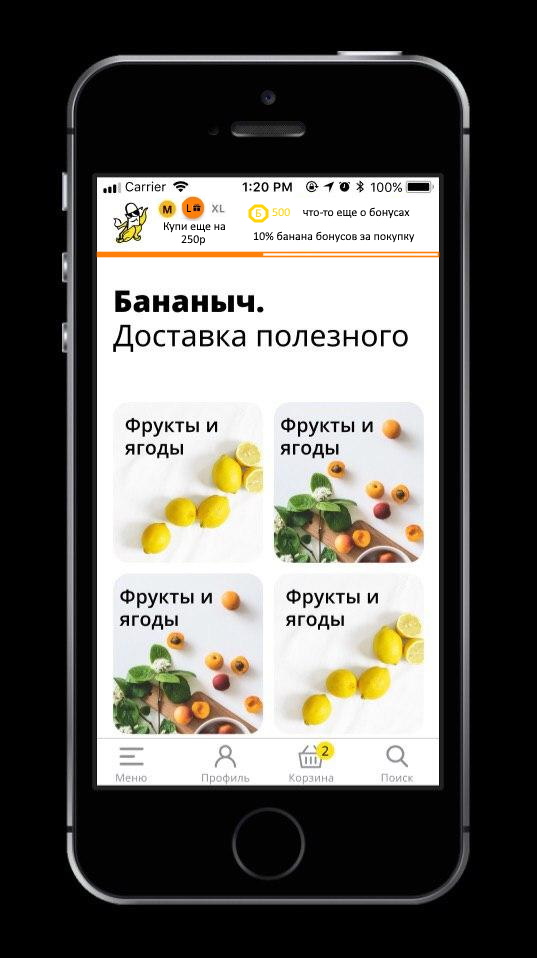 Carrier 1:20 PM 100%
M L XL
Б 500 что-то еще о бонусах
Купи еще на
250р
10% банана бонусов за покупку
Бананыч.
Доставка полезного
Фрукты и
ягоды
Фрукты и
ягоды
Фрукты и
ягоды
Фрукты и
ягоды
2
Меню Профиль Корзина Поиск